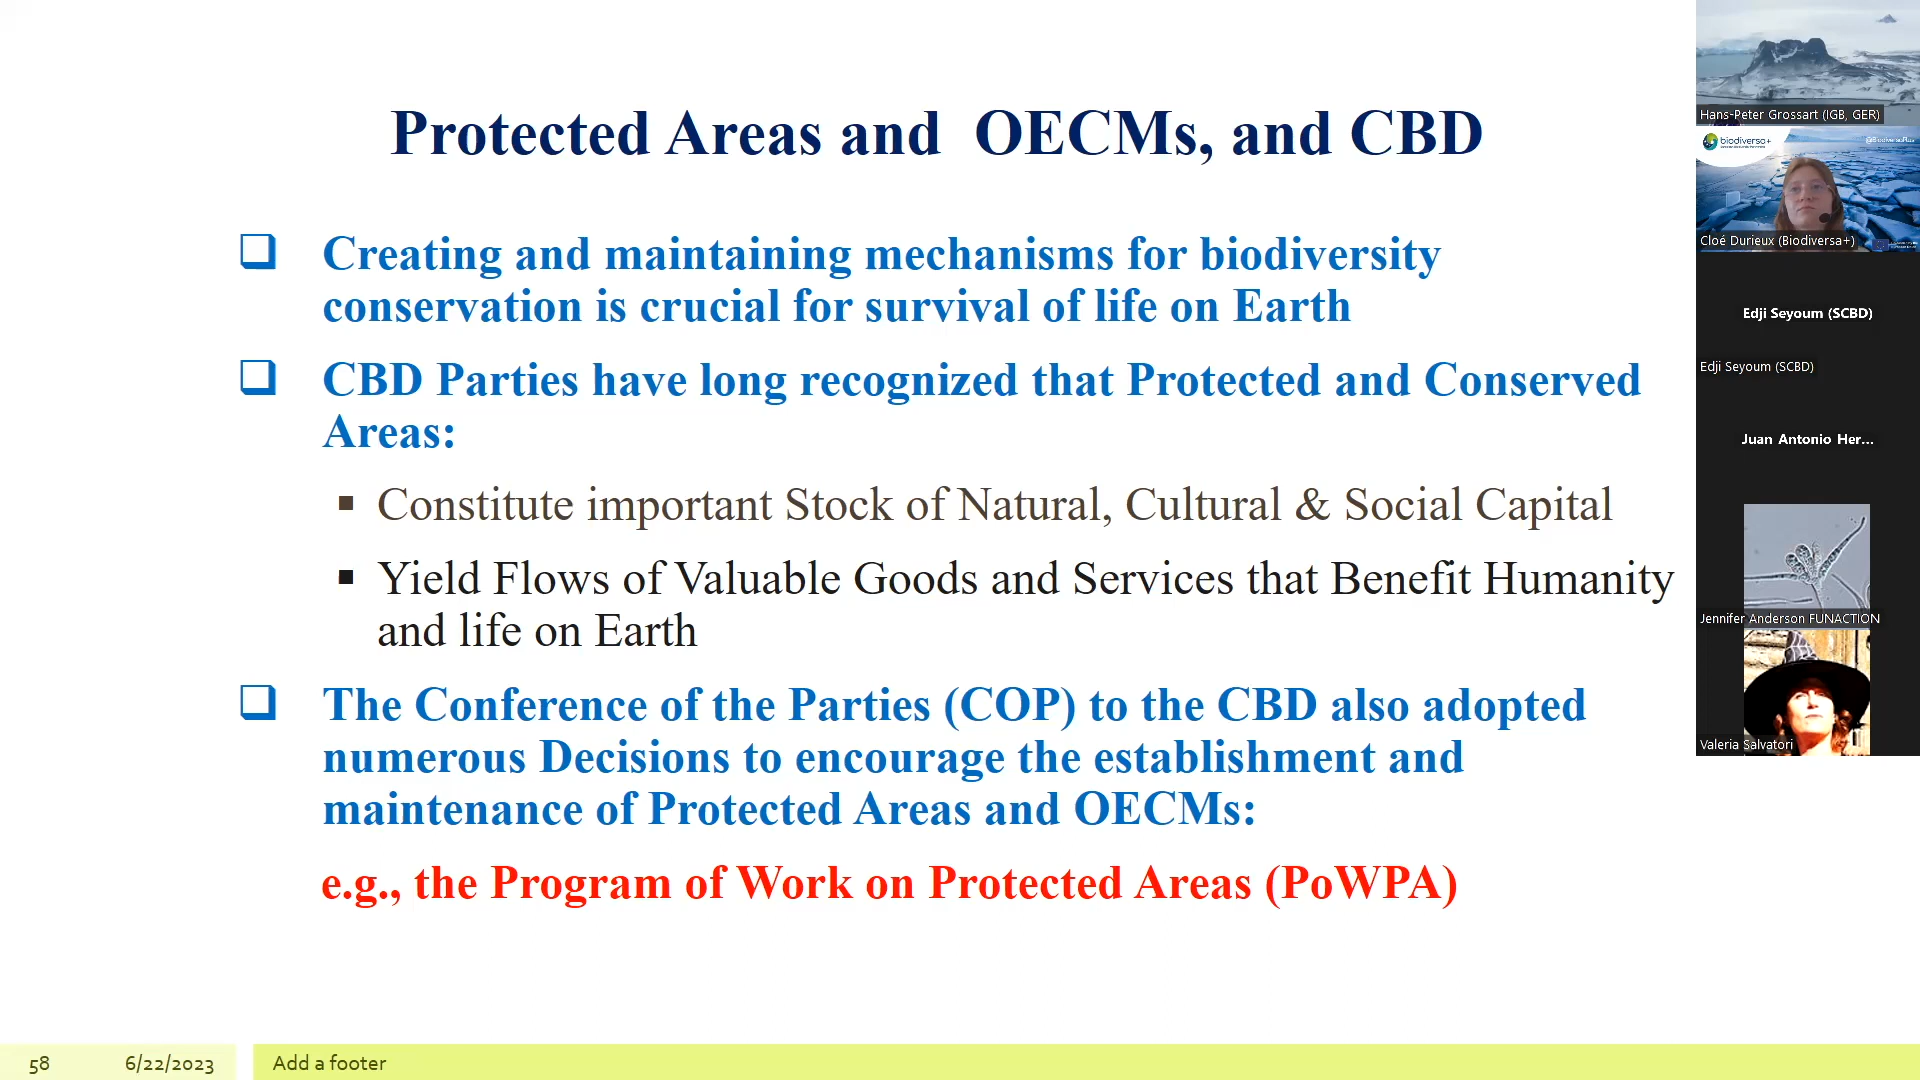 Protected Areas and OECMs, and CBD
Creating and maintaining mechanisms for biodiversity
conservation is crucial for survival of life on Earth
CBD Parties have long recognized that Protected and Conserved
Areas:
Constitute important Stock of Natural, Cultural & Social Capital
Yield Flows of Valuable Goods and Services that Benefit Humanity
and life on Earth
The Conference of the Parties (COP) to the CBD also adopted
numerous Decisions to encourage the establishment and
maintenance of Protected Areas and OECMs:
e.g., the Program of Work on Protected Areas (PoWPA)
58
6/22/2023
Add a footer
Hans-Peter Grossart (IGB, GER)
biodiversa+
Cloé Durieux (Biodiversa+)
Edji Seyoum (SCBD)
Edji Seyoum (SCBD)
Juan Antonio Her...
Jennifer Anderson FUNACTION
Valeria Salvatori